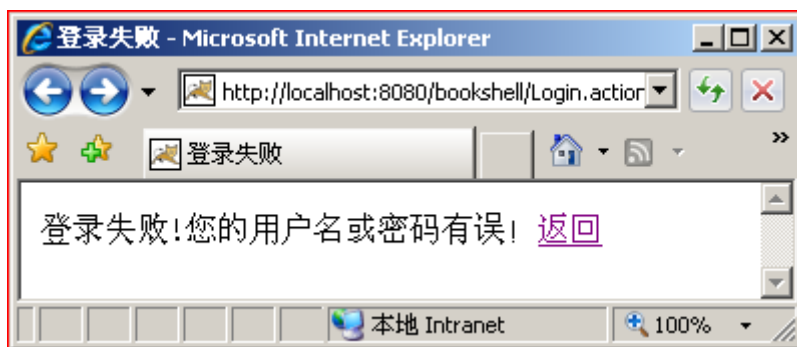 登录失败 - Microsoft Internet Explorer
http://localhost:8080/bookshell/Login.action
登录失败
»
登录失败!您的用户名或密码有误! 返回
本地 Intranet
100%